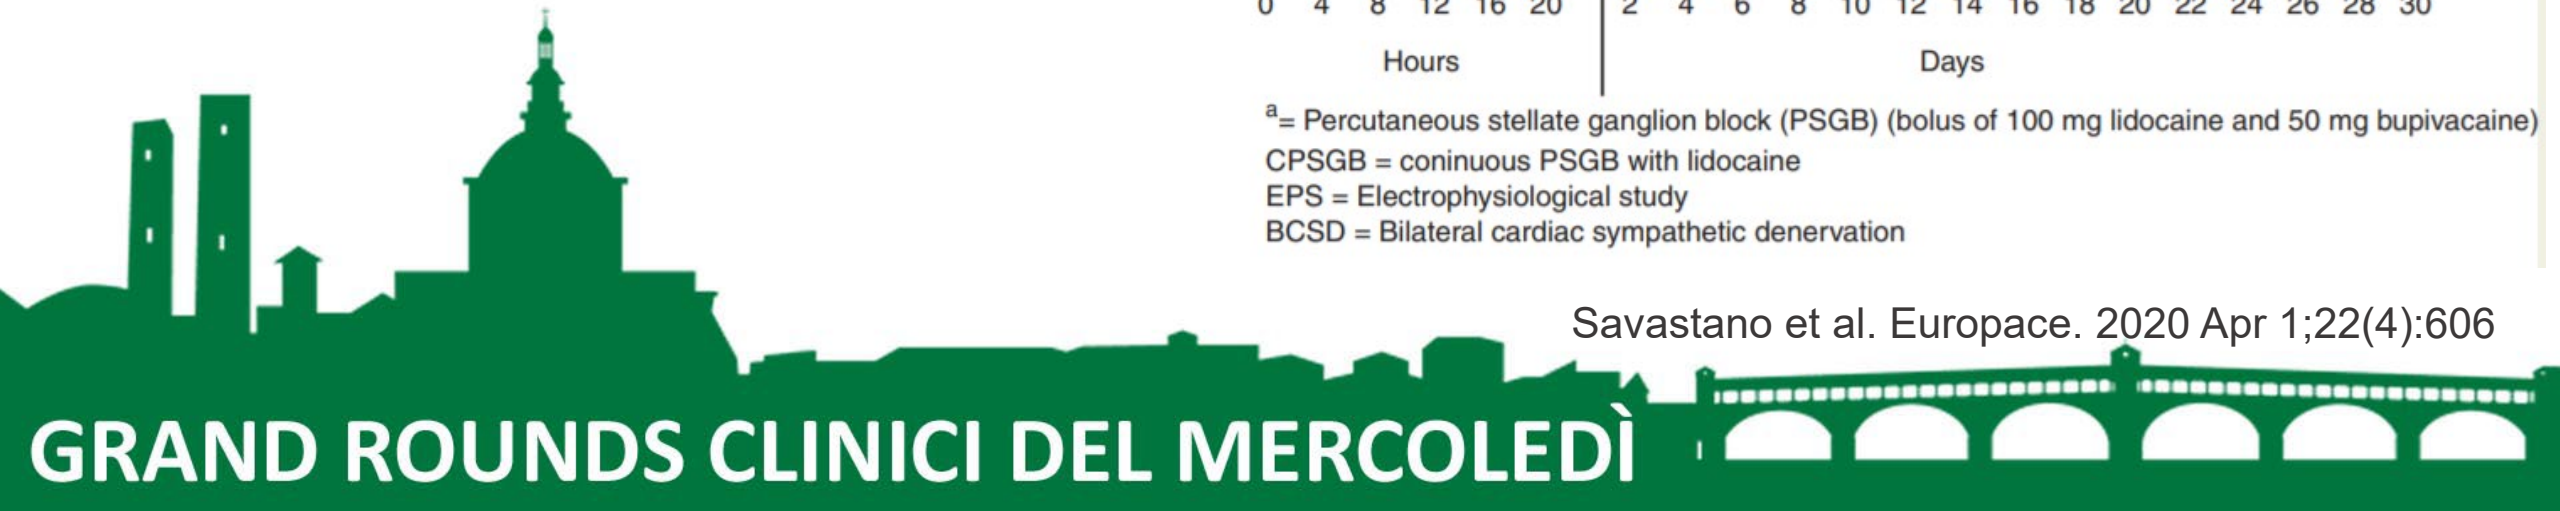 0 4 8 12 16 20 2 4 6 8 10 12 14 16 18 20 22 24 26 28 30
Hours Days
a= Percutaneous stellate ganglion block (PSGB) (bolus of 100 mg lidocaine and 50 mg bupivacaine)
CPSGB = coninuous PSGB with lidocaine
EPS = Electrophysiological study
BCSD = Bilateral cardiac sympathetic denervation
Savastano et al. Europace. 2020 Apr 1;22(4):606
GRAND ROUNDS CLINICI DEL MERCOLEDÌ